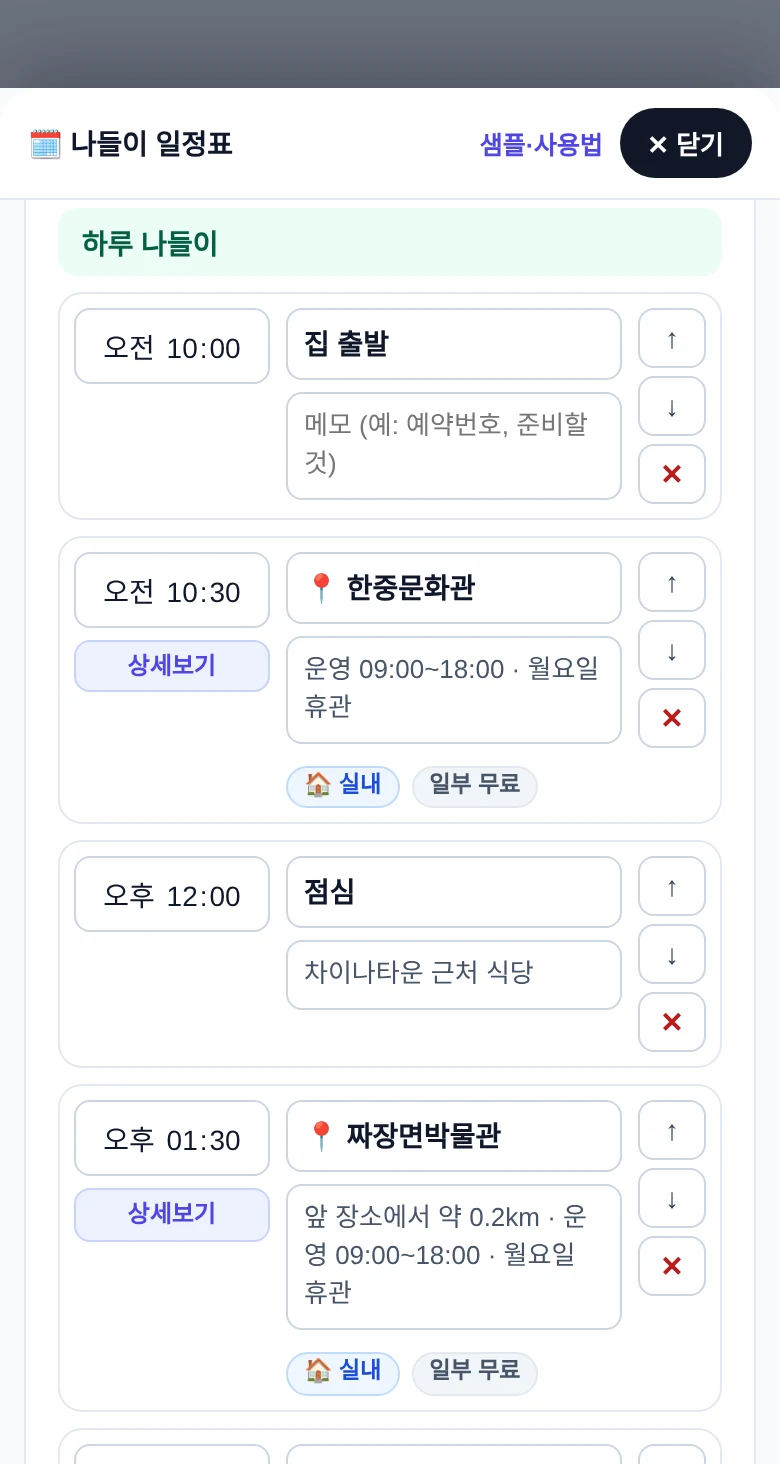 나들이 일정표
샘플·사용법
✕ 닫기
하루 나들이
오전 10:00
집 출발
↑
메모 (예: 예약번호, 준비할
것)
↓
✕
오전 10:30
📍 한중문화관
↑
상세보기
운영 09:00~18:00 · 월요일
휴관
↓
✕
🏠 실내
일부 무료
오후 12:00
점심
↑
차이나타운 근처 식당
↓
✕
오후 01:30
📍 짜장면박물관
↑
상세보기
앞 장소에서 약 0.2km · 운
영 09:00~18:00 · 월요일
휴관
↓
✕
🏠 실내
일부 무료